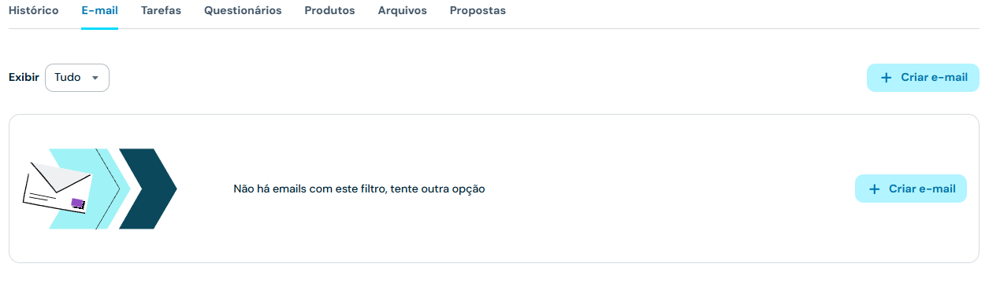 Histórico E-mail Tarefas Questionários Produtos Arquivos Propostas
Exibir Tudo + Criar e-mail
Não há emails com este filtro, tente outra opção + Criar e-mail